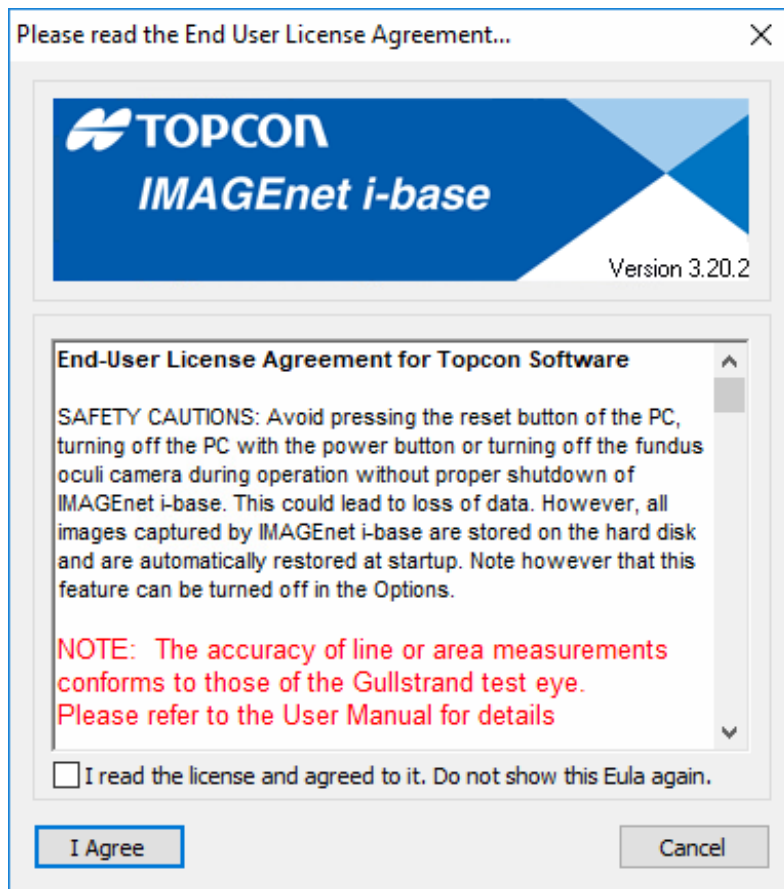 Please read the End User License Agreement...
TOPCON
IMAGEnet i-base
Version 3.20.2
End-User License Agreement for Topcon Software
SAFETY CAUTIONS: Avoid pressing the reset button of the PC,
turning off the PC with the power button or turning off the fundus
oculi camera during operation without proper shutdown of
IMAGEnet i-base. This could lead to loss of data. However, all
images captured by IMAGEnet i-base are stored on the hard disk
and are automatically restored at startup. Note however that this
feature can be turned off in the Options.
NOTE: The accuracy of line or area measurements
conforms to those of the Gullstrand test eye.
Please refer to the User Manual for details
I read the license and agreed to it. Do not show this Eula again.
I Agree
Cancel